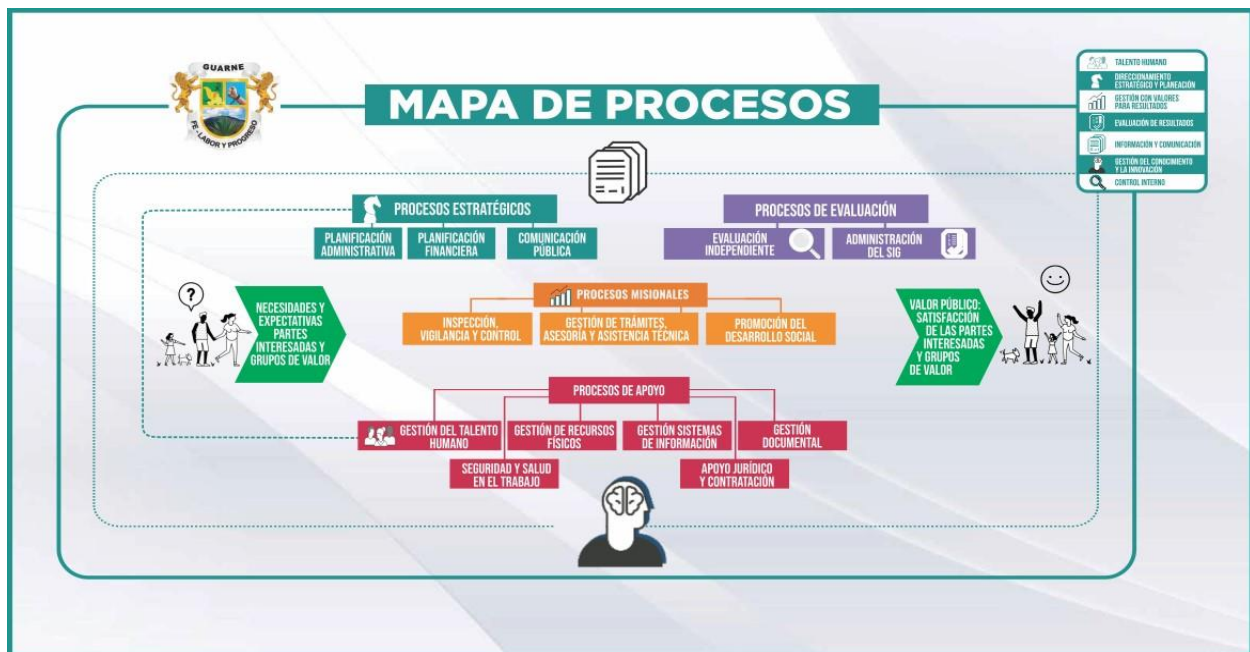 GUARNE
FE - LABOR Y PROGRESO
MAPA DE PROCESOS
TALENTO HUMANO
DIRECCIONAMIENTO
ESTRATÉGICO Y PLANEACIÓN
GESTIÓN CON VALORES
PARA RESULTADOS
EVALUACIÓN DE RESULTADOS
INFORMACIÓN Y COMUNICACIÓN
GESTIÓN DEL CONOCIMIENTO
Y LA INNOVACIÓN
CONTROL INTERNO
PROCESOS ESTRATÉGICOS
PLANIFICACIÓN
ADMINISTRATIVA
PLANIFICACIÓN
FINANCIERA
COMUNICACIÓN
PÚBLICA
PROCESOS DE EVALUACIÓN
EVALUACIÓN
INDEPENDIENTE
ADMINISTRACIÓN
DEL SIG
?
NECESIDADES Y
EXPECTATIVAS
PARTES
INTERESADAS Y
GRUPOS DE VALOR
PROCESOS MISIONALES
INSPECCIÓN,
VIGILANCIA Y CONTROL
GESTIÓN DE TRÁMITES,
ASESORÍA Y ASISTENCIA TÉCNICA
PROMOCIÓN DEL
DESARROLLO SOCIAL
VALOR PÚBLICO:
SATISFACCIÓN
DE LAS PARTES
INTERESADAS
Y GRUPOS
DE VALOR
PROCESOS DE APOYO
GESTIÓN DEL TALENTO
HUMANO
GESTIÓN DE RECURSOS
FÍSICOS
GESTIÓN SISTEMAS
DE INFORMACIÓN
GESTIÓN
DOCUMENTAL
SEGURIDAD Y SALUD
EN EL TRABAJO
APOYO JURÍDICO
Y CONTRATACIÓN